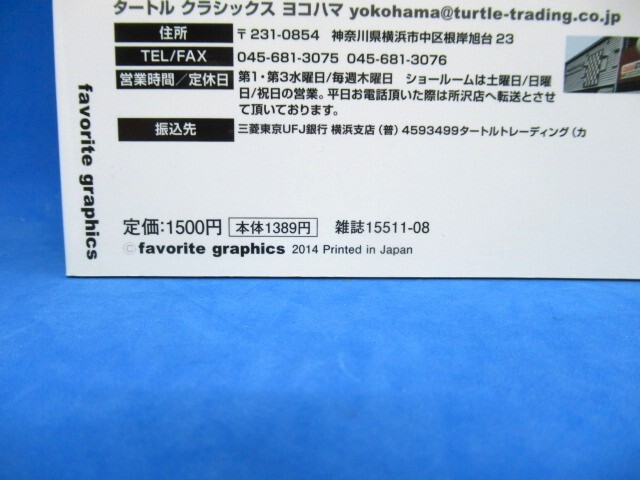 タートル クラシックス ヨコハマ yokohama@turtle-trading.co.jp
住所 〒231-0854 神奈川県横浜市中区根岸旭台23
TEL/FAX 045-681-3075 045-681-3076
営業時間/定休日 第1・第3水曜日/毎週木曜日 ショールームは土曜日/日曜
日/祝日の営業。平日お電話頂いた際は所沢店へ転送とさせ
て頂いております。
振込先 三菱東京UFJ銀行 横浜支店(普)4593499タートルトレーディング(カ
favorite graphics
定価:1500円 本体1389円 雑誌15511-08
©favorite graphics 2014 Printed in Japan